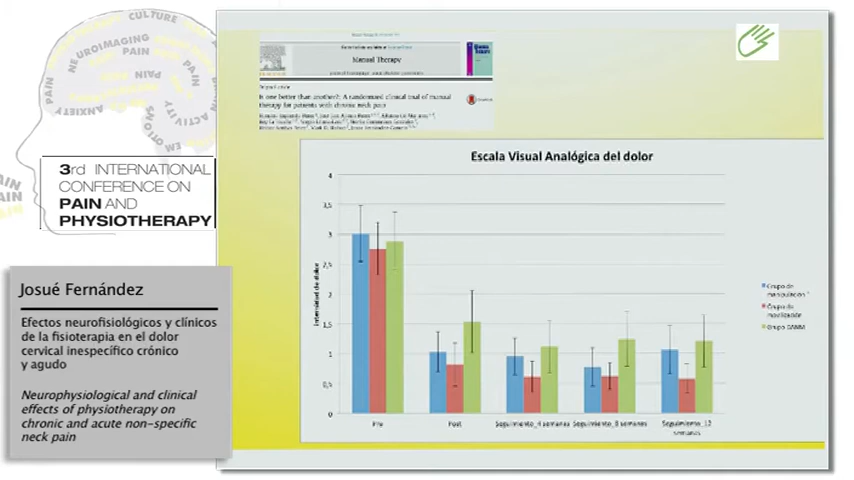 CULTURE
NEUROIMAGING
PAIN
PAIN
PAIN
PAIN
PAIN
ANXIETY
ACTIVITY
3rd INTERNATIONAL
CONFERENCE ON
PAIN AND
PHYSIOTHERAPY
AIN
AIN
Josué Fernández
Efectos neurofisiológicos y clínicos
de la fisioterapia en el dolor
cervical inespecífico crónico
y agudo
Neurophysiological and clinical
effects of physiotherapy on
chronic and acute non-specific
neck pain
Manual Therapy
Is one better than another?: A randomized clinical trial of manual
therapy for patients with chronic neck pain
Escala Visual Analógica del dolor
Intensidad de dolor
4
3,5
3
2,5
2
1,5
1
0,5
0
Pre
Post
Seguimiento_4 semanas
Seguimiento_8 semanas
Seguimiento_12
semanas
Grupo de
manipulación
Grupo de
movilización